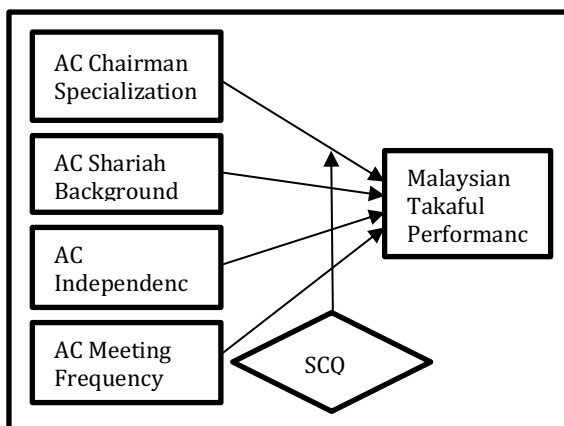 AC Chairman
Specialization
AC Shariah
Background
AC
Independenc
AC Meeting
Frequency
Malaysian
Takaful
Performanc
SCQ